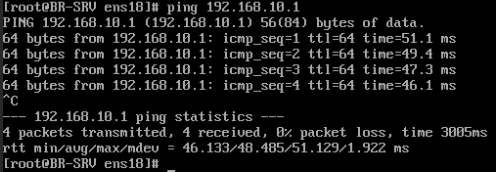 [root@BR-SRV ens18]# ping 192.168.10.1
PING 192.168.10.1 (192.168.10.1) 56(84) bytes of data.
64 bytes from 192.168.10.1: icmp_seq=1 ttl=64 time=51.1 ms
64 bytes from 192.168.10.1: icmp_seq=2 ttl=64 time=49.4 ms
64 bytes from 192.168.10.1: icmp_seq=3 ttl=64 time=47.3 ms
64 bytes from 192.168.10.1: icmp_seq=4 ttl=64 time=46.1 ms
^C
--- 192.168.10.1 ping statistics ---
4 packets transmitted, 4 received, 0% packet loss, time 3005ms
rtt min/avg/max/mdev = 46.133/48.485/51.129/1.922 ms
[root@BR-SRV ens18]#